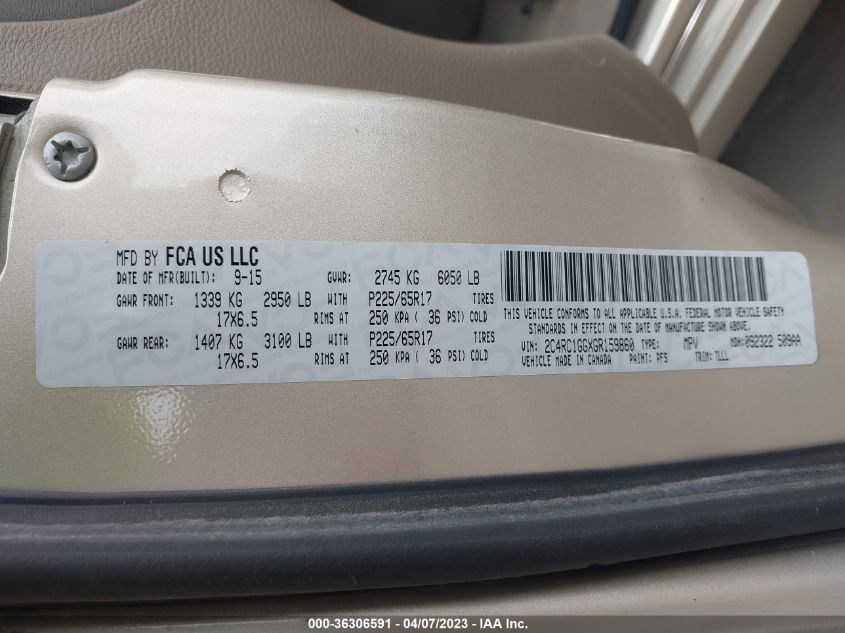 MFD BY FCA US LLC
DATE OF MFR(BUILT): 9-15 GVWR: 2745 KG 6050 LB
GAWR FRONT: 1339 KG 2950 LB WITH P225/65R17 TIRES
17X6.5 RIMS AT 250 KPA ( 36 PSI) COLD
GAWR REAR: 1407 KG 3100 LB WITH P225/65R17 TIRES
17X6.5 RIMS AT 250 KPA ( 36 PSI) COLD
THIS VEHICLE CONFORMS TO ALL APPLICABLE U.S.A. FEDERAL MOTOR VEHICLE SAFETY
STANDARDS IN EFFECT ON THE DATE OF MANUFACTURE SHOWN ABOVE.
VIN: 2C4RC1GGXGR159860 TYPE: MPV MDH:092322 509AA
VEHICLE MADE IN CANADA PAINT: PFS TRIM: TLLL
000-36306591 - 04/07/2023 - IAA Inc.